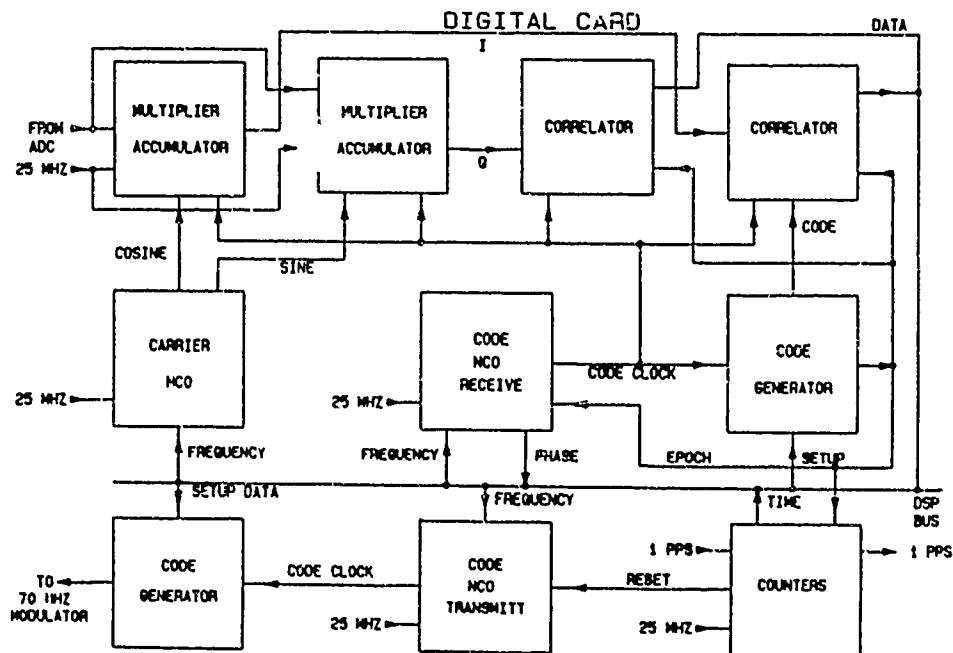 DIGITAL CARD
DATA
I
MULTIPLIER
ACCUMULATOR
MULTIPLIER
ACCUMULATOR
CORRELATOR
CORRELATOR
FROM
ADC
25 MHZ
Q
COSINE
SINE
CODE
CARRIER
NCO
CODE
NCO
RECEIVE
CODE CLOCK
CODE
GENERATOR
25 MHZ
25 MHZ
FREQUENCY
FREQUENCY
PHASE
EPOCH
SETUP
SETUP DATA
FREQUENCY
TIME
DSP
BUS
CODE
GENERATOR
CODE CLOCK
CODE
NCO
TRANSMITT
RESET
1 PPS
COUNTERS
1 PPS
TO
70 MHZ
MODULATOR
25 MHZ
25 MHZ